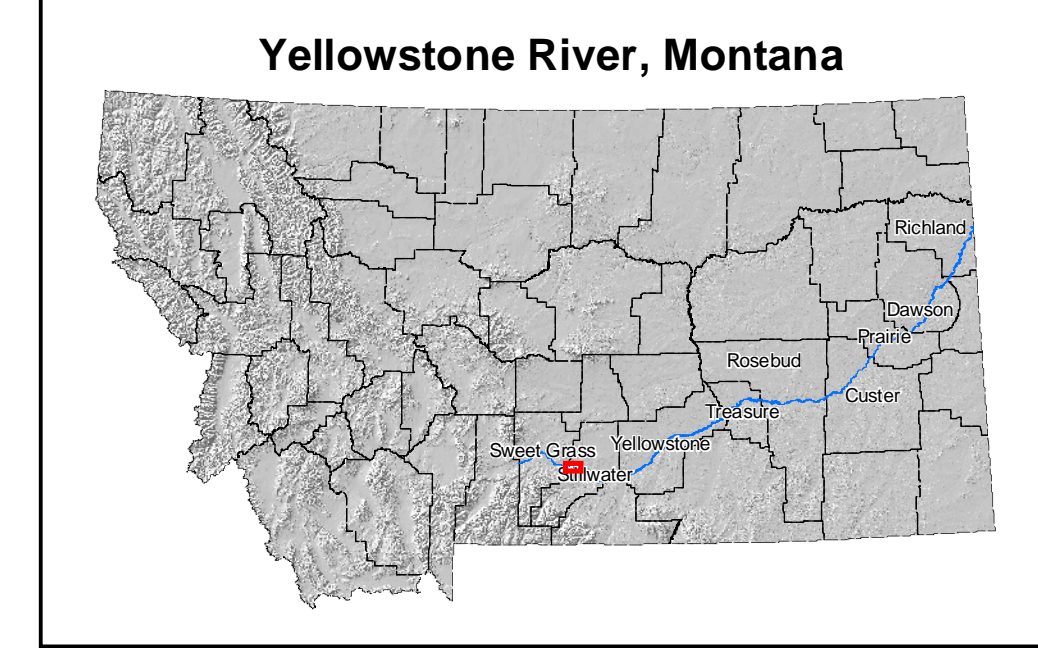 Yellowstone River, Montana
Richland
Dawson
Prairie
Rosebud
Custer
Treasure
Yellowstone
Sweet Grass
Stillwater